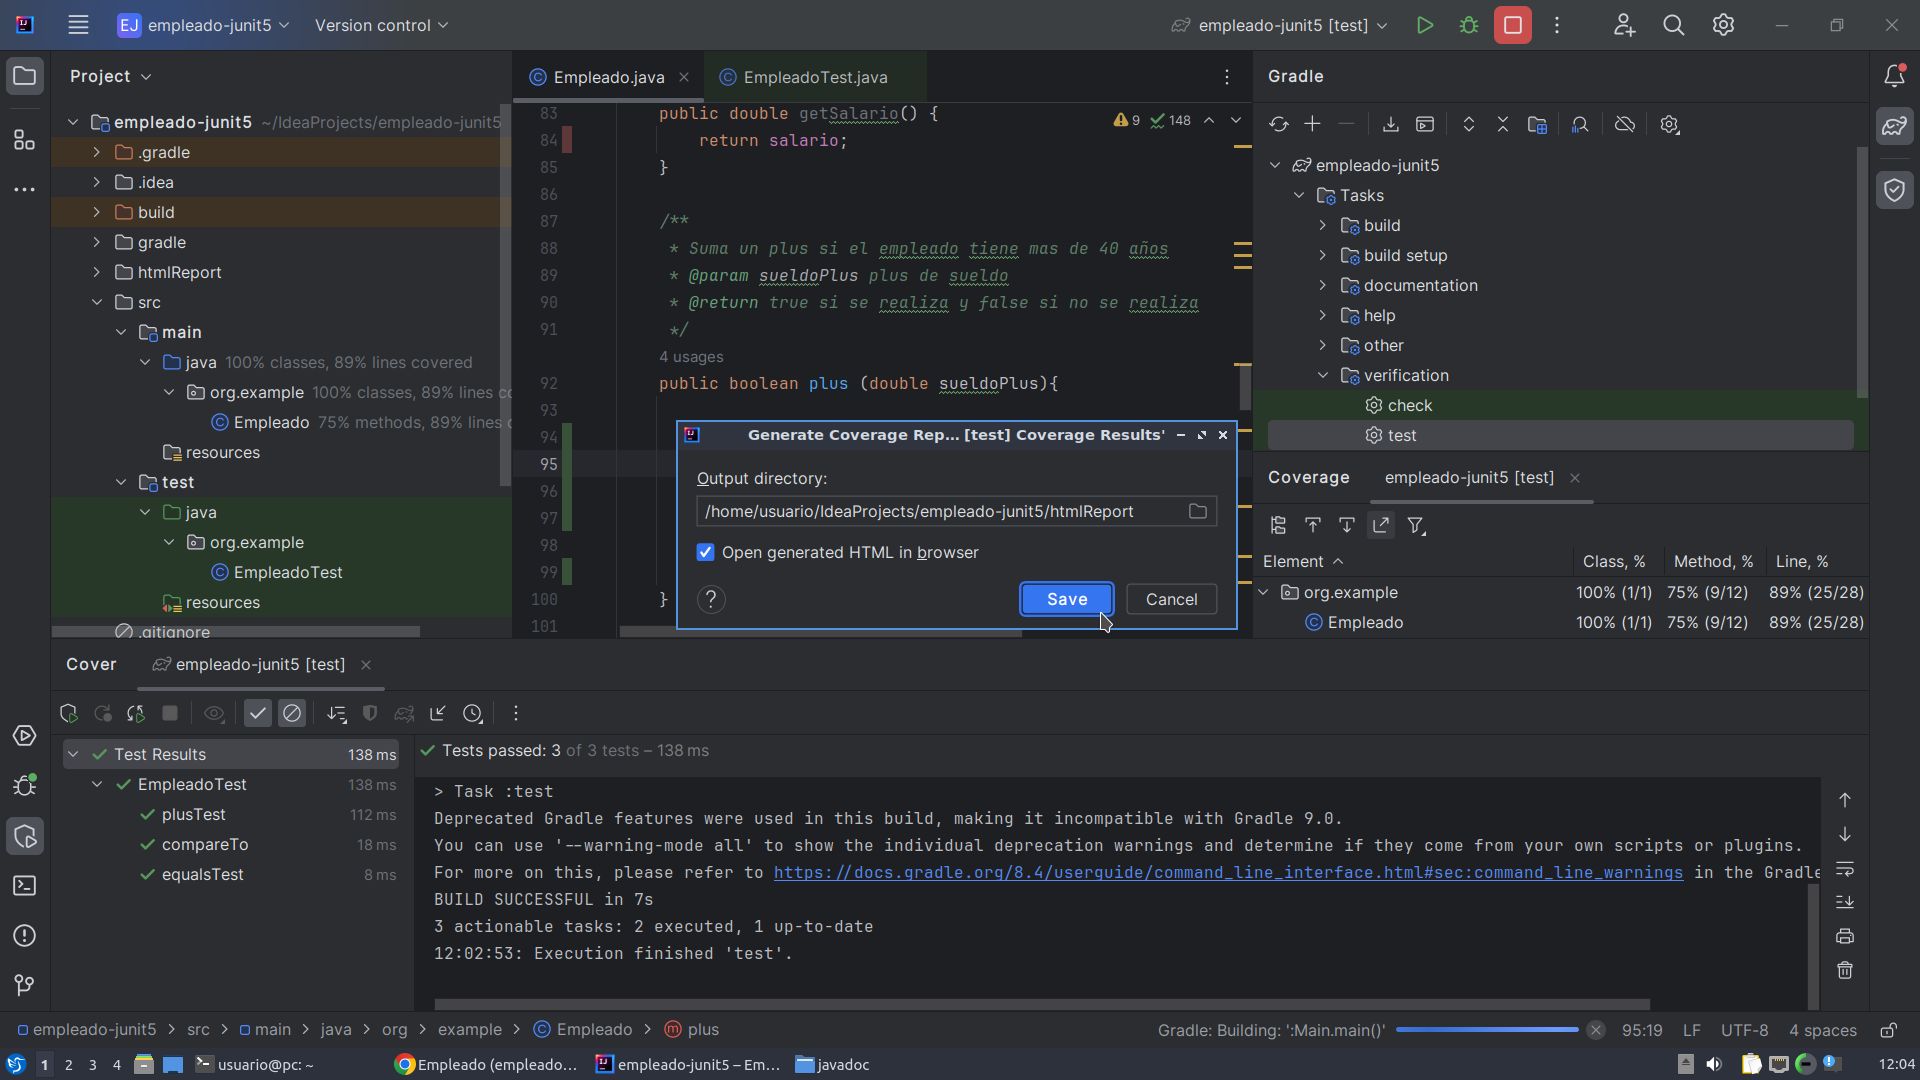 EJ empleado-junit5
Version control
empleado-junit5 [test]
Project
empleado-junit5 ~/IdeaProjects/empleado-junit5
.gradle
.idea
build
gradle
htmlReport
src
main
java 100% classes, 89% lines covered
org.example 100% classes, 89% lines co
Empleado 75% methods, 89% lines c
resources
test
java
org.example
EmpleadoTest
resources
.gitignore
Empleado.java
EmpleadoTest.java
9 148
83 public double getSalario() {
84 return salario;
85 }
86
87 /**
88 * Suma un plus si el empleado tiene mas de 40 años
89 * @param sueldoPlus plus de sueldo
90 * @return true si se realiza y false si no se realiza
91 */
4 usages
92 public boolean plus (double sueldoPlus){
93
94
95
96
97
98
99
100 }
101
Generate Coverage Rep... [test] Coverage Results'
Output directory:
/home/usuario/IdeaProjects/empleado-junit5/htmlReport
Open generated HTML in browser
?
Save
Cancel
Gradle
empleado-junit5
Tasks
build
build setup
documentation
help
other
verification
check
test
Coverage
empleado-junit5 [test]
Element Class, % Method, % Line, %
org.example 100% (1/1) 75% (9/12) 89% (25/28)
Empleado 100% (1/1) 75% (9/12) 89% (25/28)
Cover
empleado-junit5 [test]
Test Results 138 ms
EmpleadoTest 138 ms
plusTest 112 ms
compareTo 18 ms
equalsTest 8 ms
Tests passed: 3 of 3 tests – 138 ms
> Task :test
Deprecated Gradle features were used in this build, making it incompatible with Gradle 9.0.
You can use '--warning-mode all' to show the individual deprecation warnings and determine if they come from your own scripts or plugins.
For more on this, please refer to https://docs.gradle.org/8.4/userguide/command_line_interface.html#sec:command_line_warnings in the Gradle
BUILD SUCCESSFUL in 7s
3 actionable tasks: 2 executed, 1 up-to-date
12:02:53: Execution finished 'test'.
empleado-junit5 > src > main > java > org > example > Empleado > m plus
Gradle: Building: ':Main.main()'
95:19 LF UTF-8 4 spaces
1 2 3 4
usuario@pc: ~
Empleado (empleado...
empleado-junit5 – Em...
javadoc
12:04